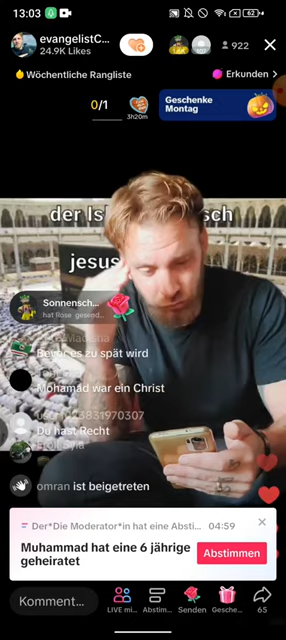 13:03
62
evangelistC...
24.9K Likes
922
Wöchentliche Rangliste
Erkunden >
0/1
3h20m
Geschenke
Montag
der Isl sch
jesus
Sonnensch...
hat Rose gesend...
Bevor es zu spät wird
Mohamad war ein Christ
Du hast Recht
omran ist beigetreten
Der*Die Moderator*in hat eine Absti... 04:59
Muhammad hat eine 6 jährige
geheiratet
Abstimmen
Komment...
LIVE mi...
Abstim...
Senden
Gesche...
65